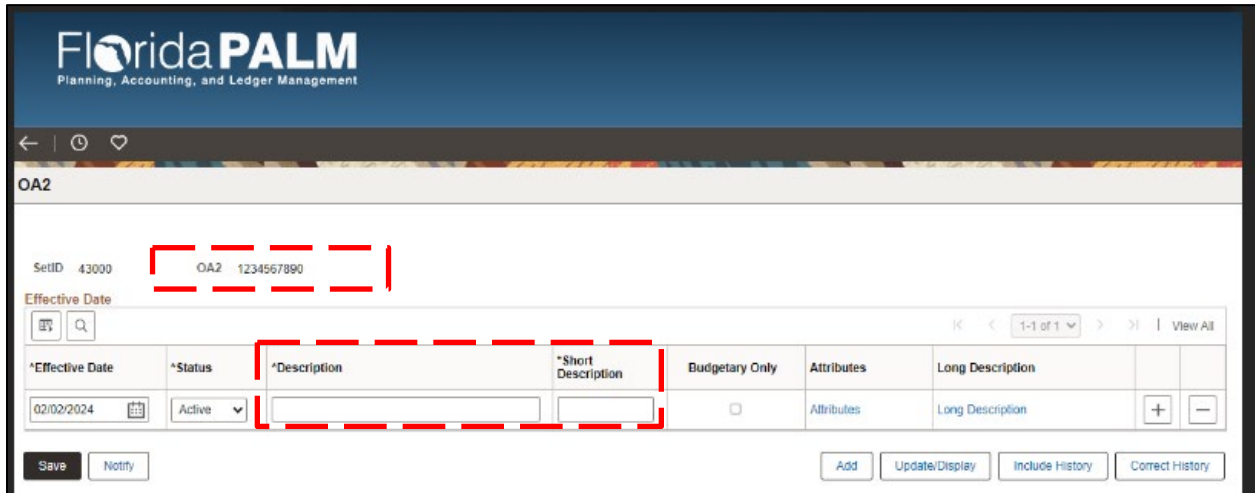 Florida PALM
Planning, Accounting, and Ledger Management
OA2
SetID 43000 OA2 1234567890
Effective Date
1-1 of 1 View All
*Effective Date *Status *Description *Short Description Budgetary Only Attributes Long Description
02/02/2024 Active Attributes Long Description
Save Notify Add Update/Display Include History Correct History